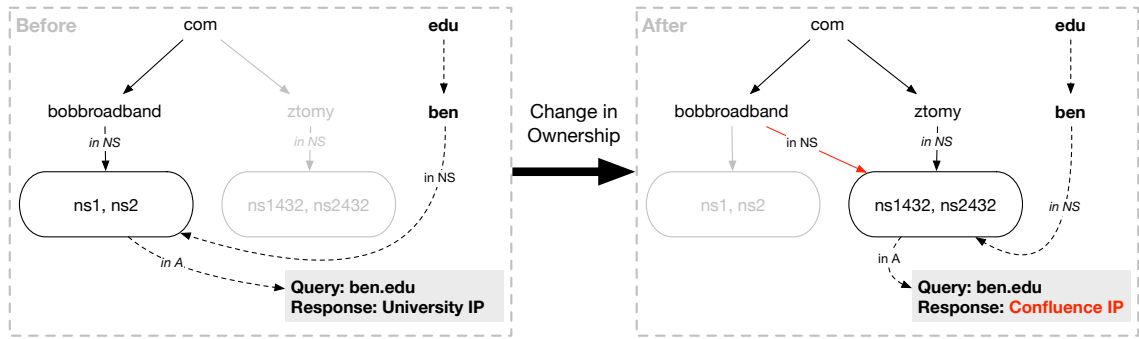 Before
com
edu
bobbroadband
ztomy
ben
in NS
in NS
in NS
ns1, ns2
ns1432, ns2432
in A
Query: ben.edu
Response: University IP
Change in
Ownership
After
com
edu
bobbroadband
ztomy
ben
in NS
in NS
in NS
ns1, ns2
ns1432, ns2432
in A
Query: ben.edu
Response: Confluence IP